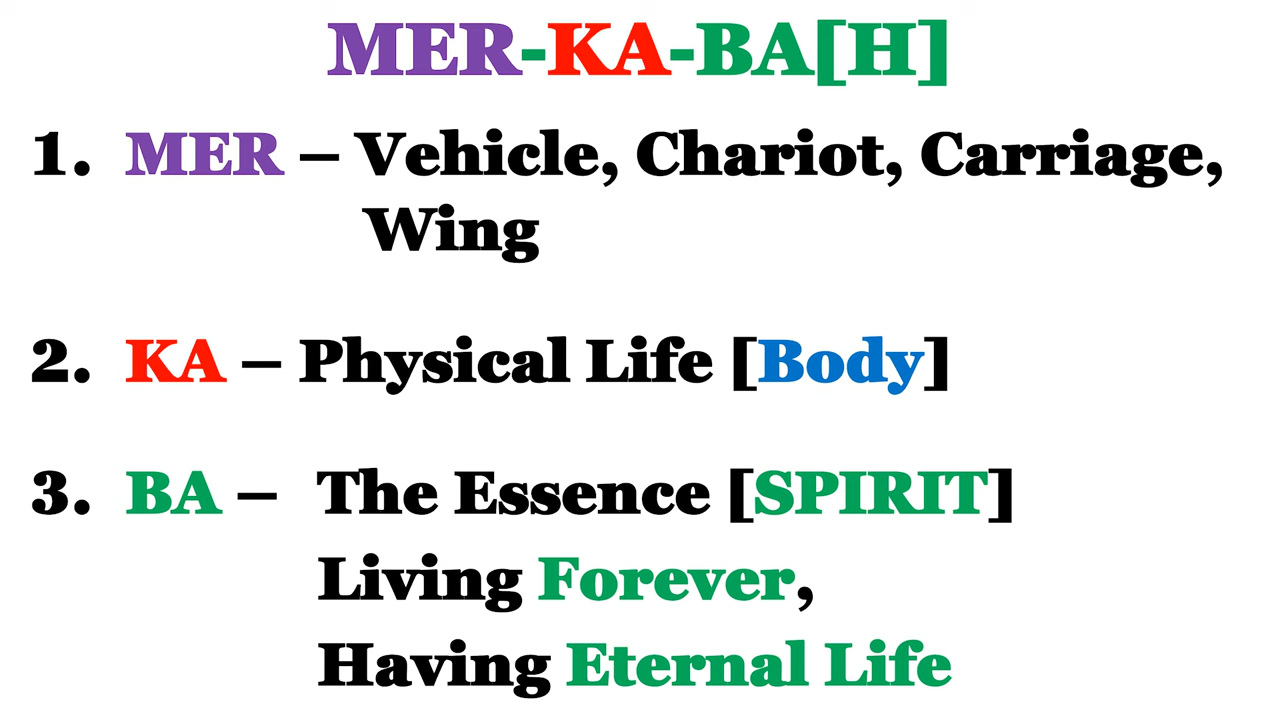 MER-KA-BA[H]
1. MER – Vehicle, Chariot, Carriage,
Wing
2. KA – Physical Life [Body]
3. BA – The Essence [SPIRIT]
Living Forever,
Having Eternal Life